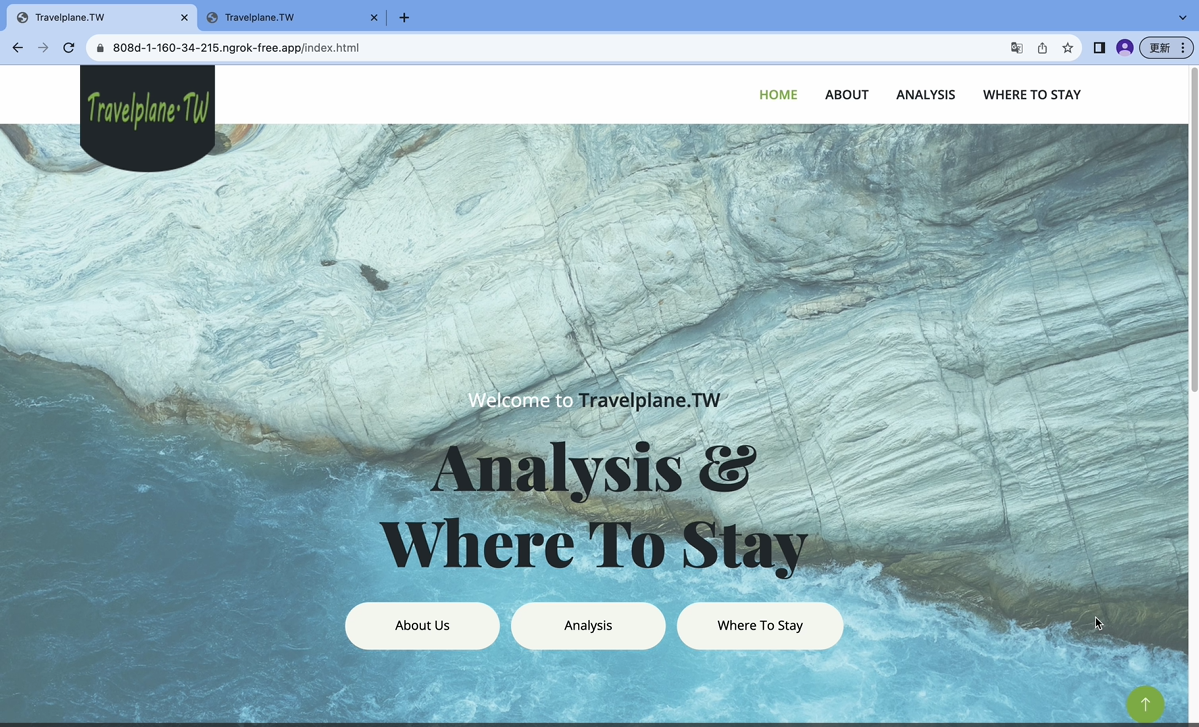 Travelplane.TW
Travelplane.TW
808d-1-160-34-215.ngrok-free.app/index.html
更新
Travelplane·TW
HOME
ABOUT
ANALYSIS
WHERE TO STAY
Welcome to Travelplane.TW
Analysis &
Where To Stay
About Us
Analysis
Where To Stay